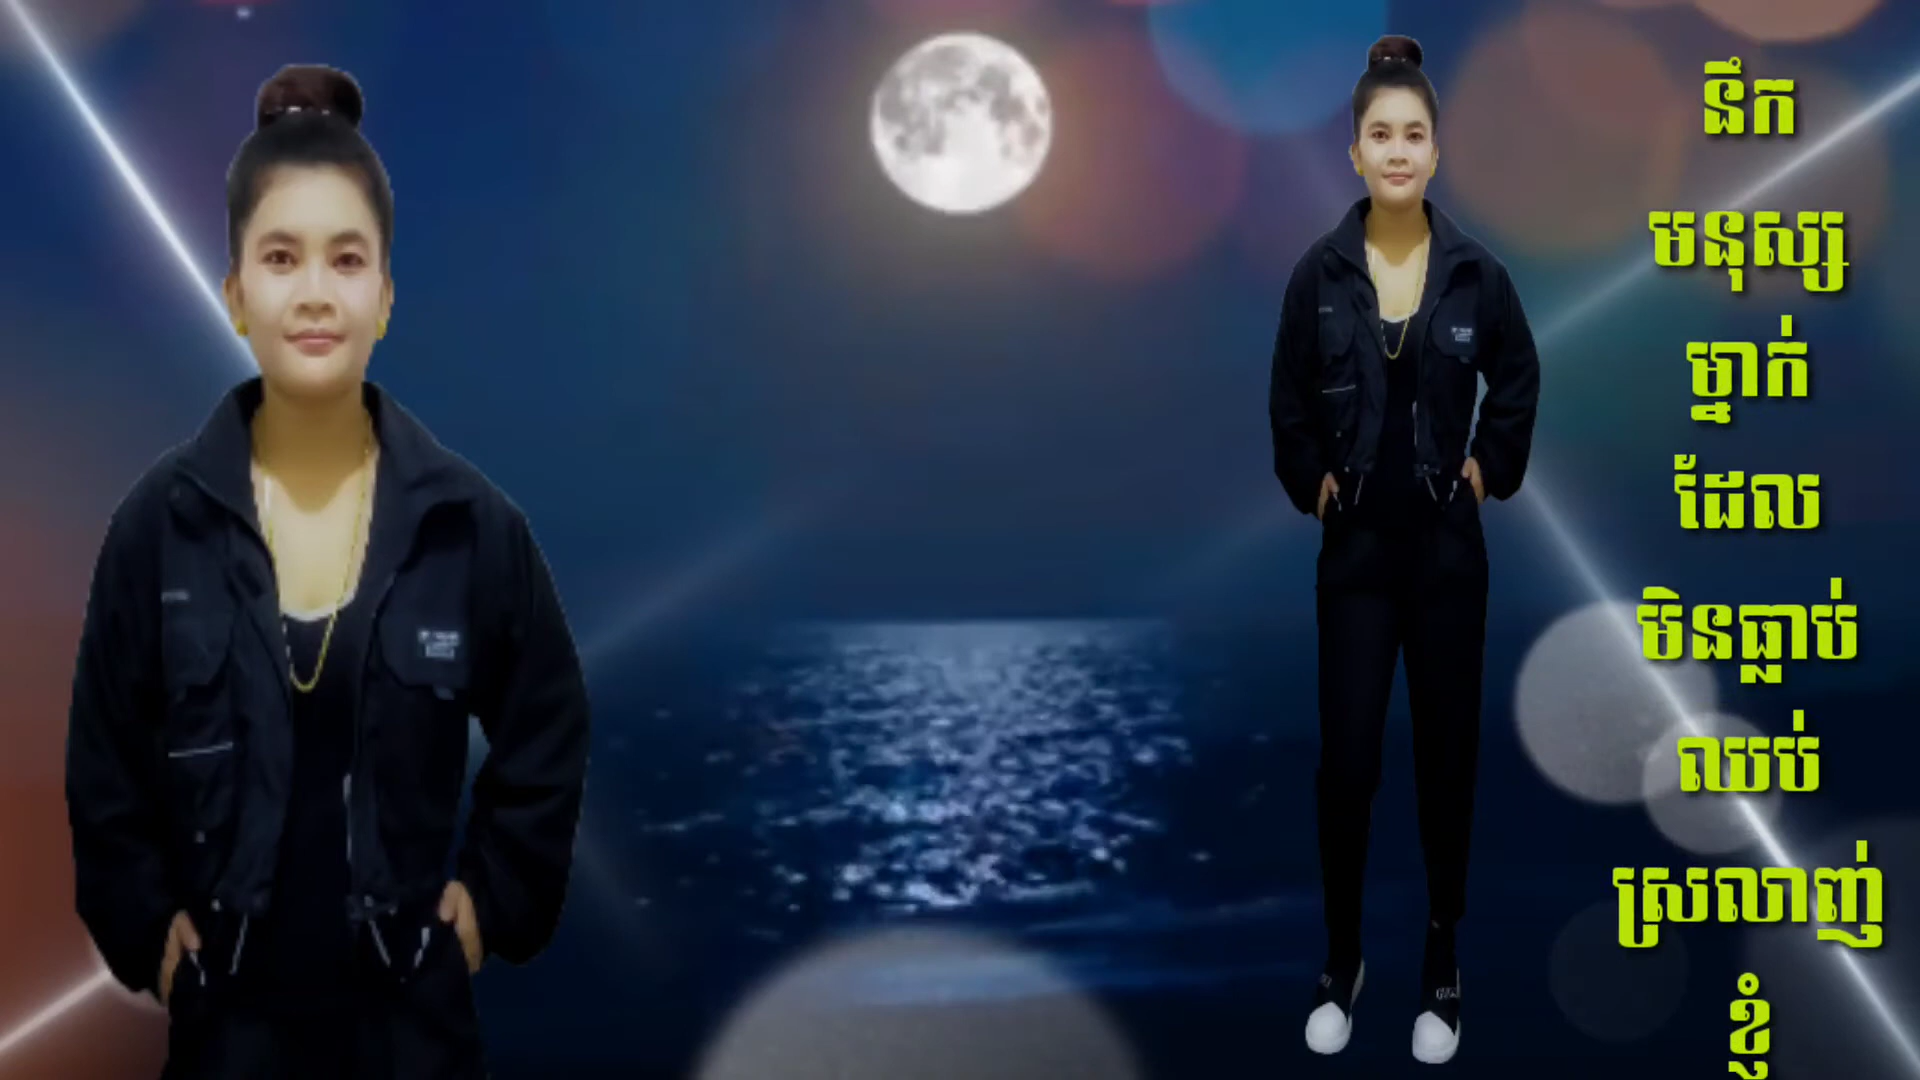 នឹក
មនុស្ស
ម្នាក់
ដែល
មិនធ្លាប់
ឈប់
ស្រលាញ់
ខ្ញុំ